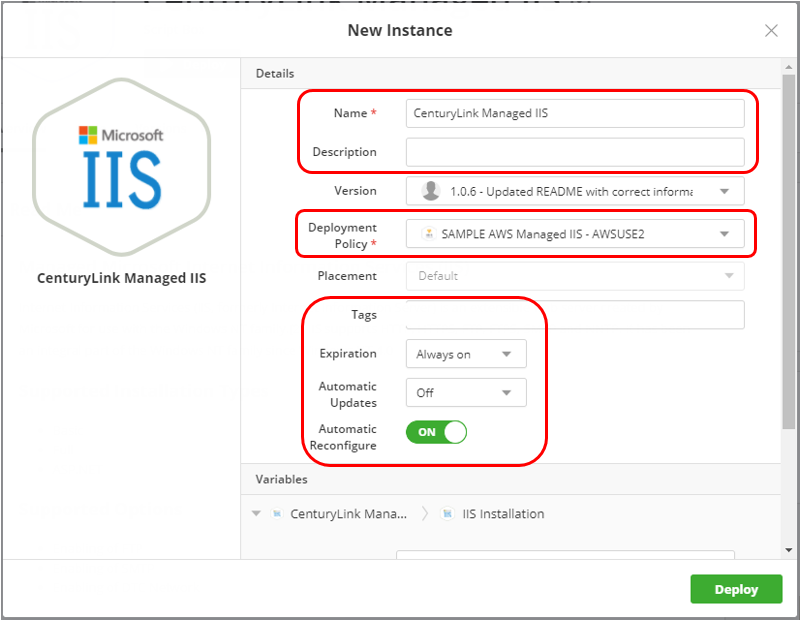 New Instance
Microsoft
IIS
CenturyLink Managed IIS
Details
Name *
CenturyLink Managed IIS
Description
Version
1.0.6 - Updated README with correct informa
Deployment
Policy *
SAMPLE AWS Managed IIS - AWSUSE2
Placement
Default
Tags
Expiration
Always on
Automatic
Updates
Off
Automatic
Reconfigure
ON
Variables
CenturyLink Mana...
IIS Installation
Deploy